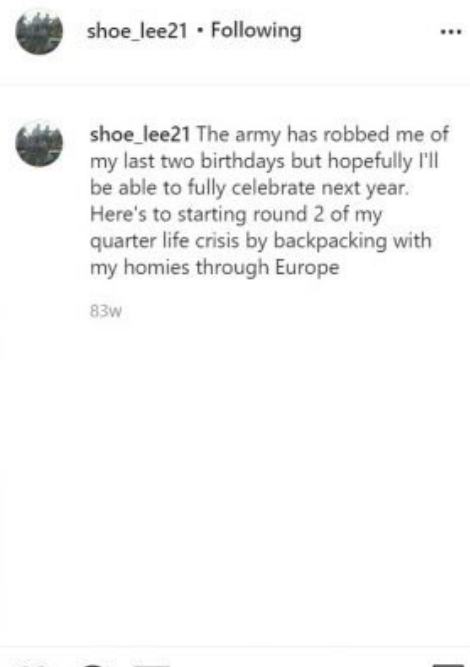 shoe_lee21 • Following
shoe_lee21 The army has robbed me of
my last two birthdays but hopefully I'll
be able to fully celebrate next year.
Here's to starting round 2 of my
quarter life crisis by backpacking with
my homies through Europe
83w